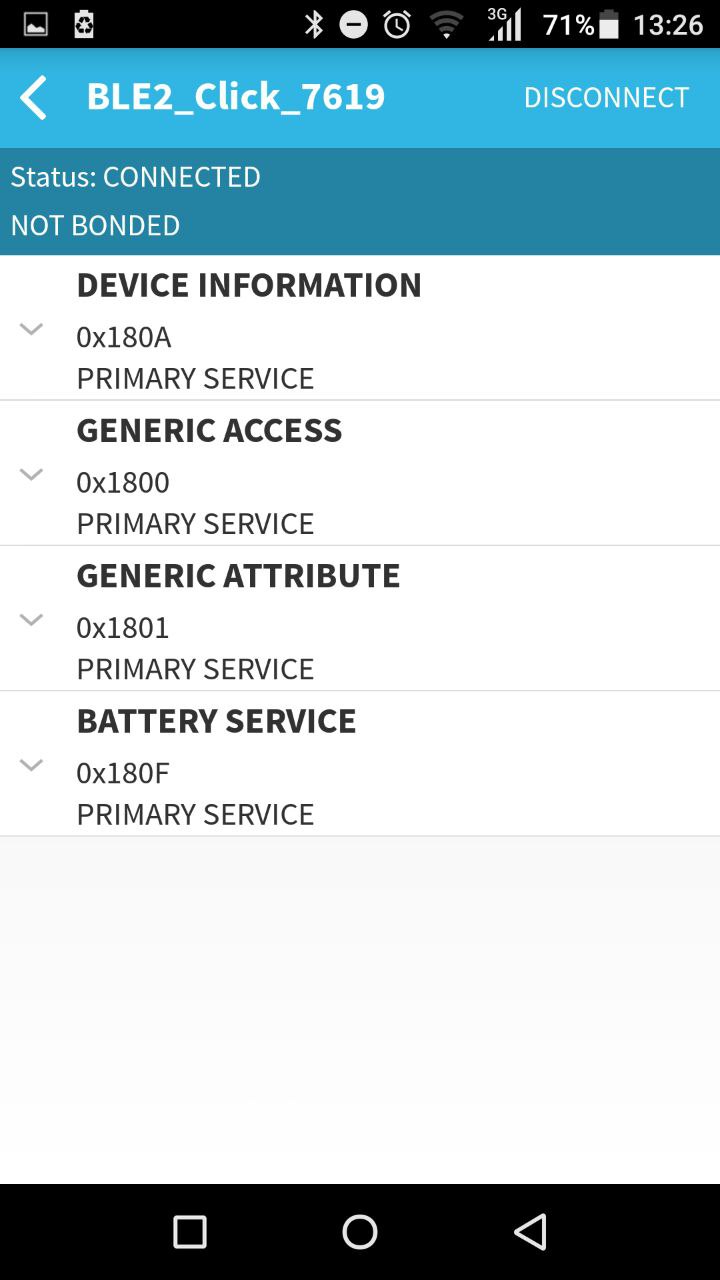 3G 71% 13:26
BLE2_Click_7619 DISCONNECT
Status: CONNECTED
NOT BONDED
DEVICE INFORMATION
0x180A
PRIMARY SERVICE
GENERIC ACCESS
0x1800
PRIMARY SERVICE
GENERIC ATTRIBUTE
0x1801
PRIMARY SERVICE
BATTERY SERVICE
0x180F
PRIMARY SERVICE